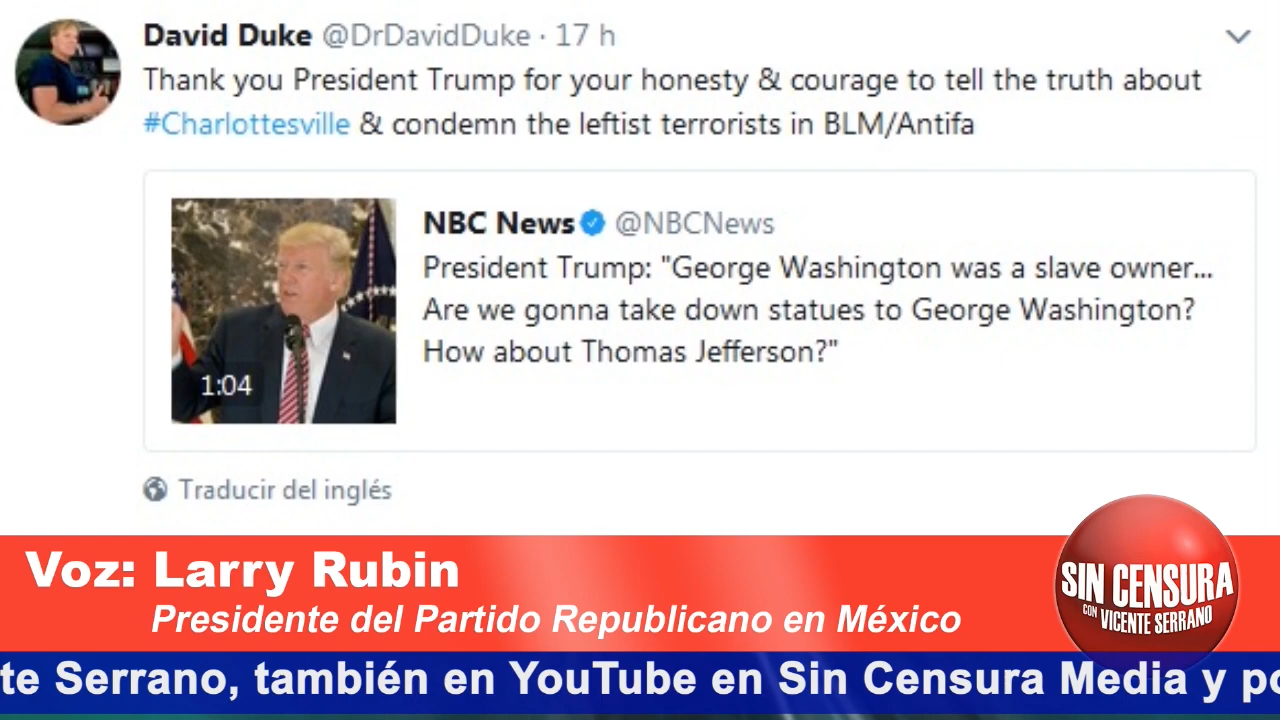 David Duke @DrDavidDuke · 17 h
Thank you President Trump for your honesty & courage to tell the truth about
#Charlottesville & condemn the leftist terrorists in BLM/Antifa
NBC News @NBCNews
President Trump: "George Washington was a slave owner...
Are we gonna take down statues to George Washington?
How about Thomas Jefferson?"
1:04
Traducir del inglés
Voz: Larry Rubin
Presidente del Partido Republicano en México
SIN CENSURA
CON VICENTE SERRANO
te Serrano, también en YouTube en Sin Censura Media y po